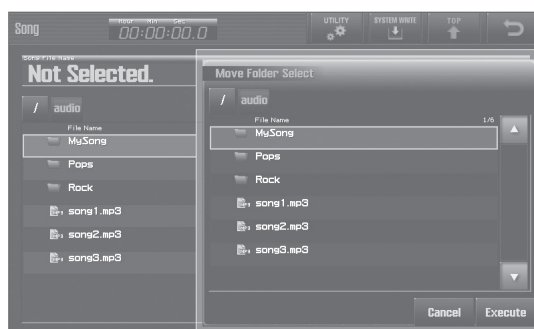 Song
Hour Min Sec
00:00:00.0
UTILITY
SYSTEM WRITE
TOP
Song File Name
Not Selected.
/ audio
File Name
MySong
Pops
Rock
song1.mp3
song2.mp3
song3.mp3
Move Folder Select
/ audio
File Name 1/6
MySong
Pops
Rock
song1.mp3
song2.mp3
song3.mp3
Cancel Execute